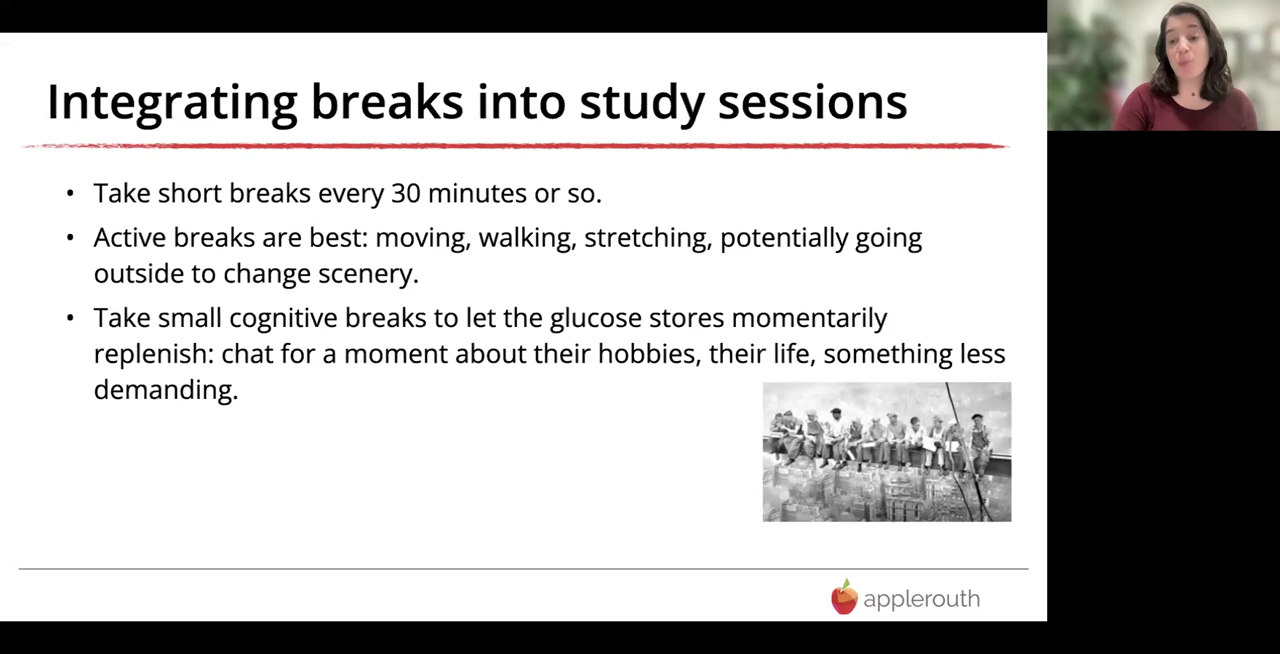 Integrating breaks into study sessions
• Take short breaks every 30 minutes or so.
• Active breaks are best: moving, walking, stretching, potentially going
outside to change scenery.
• Take small cognitive breaks to let the glucose stores momentarily
replenish: chat for a moment about their hobbies, their life, something less
demanding.
applerouth